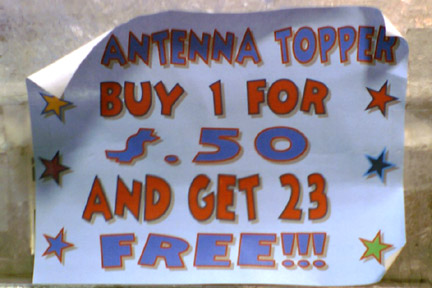 ANTENNA TOPPER
BUY 1 FOR
$.50
AND GET 23
FREE!!!